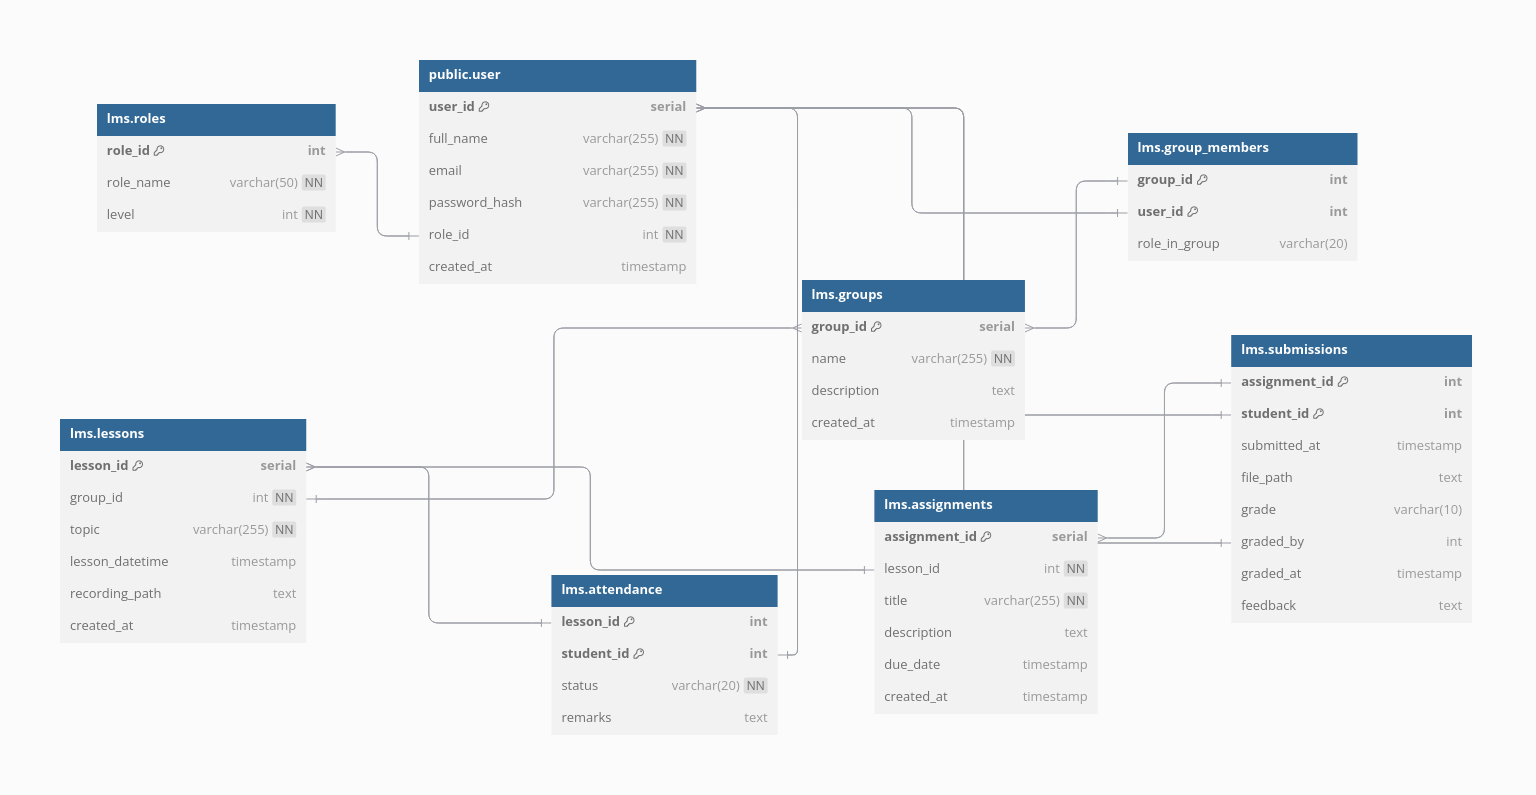 lms.roles
role_id int
role_name varchar(50) NN
level int NN
public.user
user_id serial
full_name varchar(255) NN
email varchar(255) NN
password_hash varchar(255) NN
role_id int NN
created_at timestamp
lms.group_members
group_id int
user_id int
role_in_group varchar(20)
lms.groups
group_id serial
name varchar(255) NN
description text
created_at timestamp
lms.submissions
assignment_id int
student_id int
submitted_at timestamp
file_path text
grade varchar(10)
graded_by int
graded_at timestamp
feedback text
lms.lessons
lesson_id serial
group_id int NN
topic varchar(255) NN
lesson_datetime timestamp
recording_path text
created_at timestamp
lms.attendance
lesson_id int
student_id int
status varchar(20) NN
remarks text
lms.assignments
assignment_id serial
lesson_id int NN
title varchar(255) NN
description text
due_date timestamp
created_at timestamp